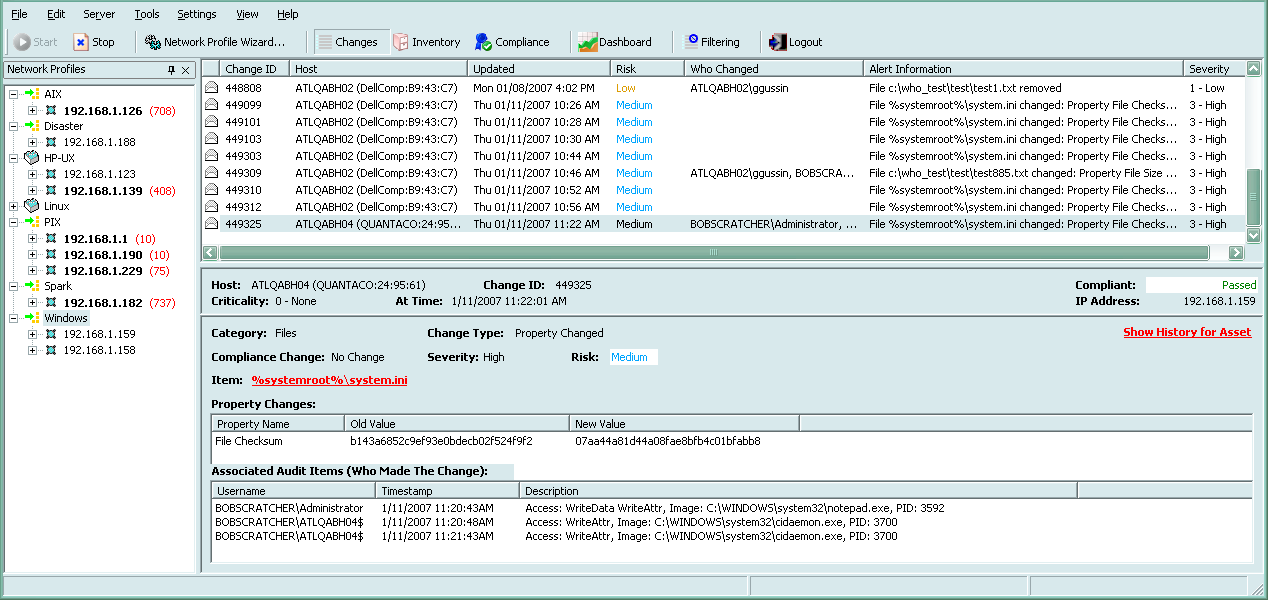 File Edit Server Tools Settings View Help
Start Stop Network Profile Wizard... Changes Inventory Compliance Dashboard Filtering Logout
Network Profiles
AIX
192.168.1.126 (708)
Disaster
192.168.1.188
HP-UX
192.168.1.123
192.168.1.139 (408)
Linux
PIX
192.168.1.1 (10)
192.168.1.190 (10)
192.168.1.229 (75)
Spark
192.168.1.182 (737)
Windows
192.168.1.159
192.168.1.158
Change ID Host Updated Risk Who Changed Alert Information Severity
448808 ATLQABH02 (DellComp:B9:43:C7) Mon 01/08/2007 4:02 PM Low ATLQABH02\ggussin File c:\who_test\test\test1.txt removed 1 - Low
449099 ATLQABH02 (DellComp:B9:43:C7) Thu 01/11/2007 10:26 AM Medium File %systemroot%\system.ini changed: Property File Checks... 3 - High
449101 ATLQABH02 (DellComp:B9:43:C7) Thu 01/11/2007 10:28 AM Medium File %systemroot%\system.ini changed: Property File Checks... 3 - High
449103 ATLQABH02 (DellComp:B9:43:C7) Thu 01/11/2007 10:30 AM Medium File %systemroot%\system.ini changed: Property File Checks... 3 - High
449303 ATLQABH02 (DellComp:B9:43:C7) Thu 01/11/2007 10:44 AM Medium File %systemroot%\system.ini changed: Property File Checks... 3 - High
449309 ATLQABH02 (DellComp:B9:43:C7) Thu 01/11/2007 10:46 AM Medium ATLQABH02\ggussin, BOBSCRA... File c:\who_test\test\test885.txt changed: Property File Size ... 3 - High
449310 ATLQABH02 (DellComp:B9:43:C7) Thu 01/11/2007 10:52 AM Medium File %systemroot%\system.ini changed: Property File Checks... 3 - High
449312 ATLQABH02 (DellComp:B9:43:C7) Thu 01/11/2007 10:56 AM Medium File %systemroot%\system.ini changed: Property File Checks... 3 - High
449325 ATLQABH04 (QUANTACO:24:95... Thu 01/11/2007 11:22 AM Medium BOBSCRATCHER\Administrator, ... File %systemroot%\system.ini changed: Property File Checks... 3 - High
Host: ATLQABH04 (QUANTACO:24:95:61) Change ID: 449325 Compliant: Passed
Criticality: 0 - None At Time: 1/11/2007 11:22:01 AM IP Address: 192.168.1.159
Category: Files Change Type: Property Changed Show History for Asset
Compliance Change: No Change Severity: High Risk: Medium
Item: %systemroot%\system.ini
Property Changes:
Property Name Old Value New Value
File Checksum b143a6852c9ef93e0bdecb02f524f9f2 07aa44a81d44a08fae8bfb4c01bfabb8
Associated Audit Items (Who Made The Change):
Username Timestamp Description
BOBSCRATCHER\Administrator 1/11/2007 11:20:43AM Access: WriteData WriteAttr, Image: C:\WINDOWS\system32\notepad.exe, PID: 3592
BOBSCRATCHER\ATLQABH04$ 1/11/2007 11:20:48AM Access: WriteAttr, Image: C:\WINDOWS\system32\cidaemon.exe, PID: 3700
BOBSCRATCHER\ATLQABH04$ 1/11/2007 11:21:43AM Access: WriteAttr, Image: C:\WINDOWS\system32\cidaemon.exe, PID: 3700